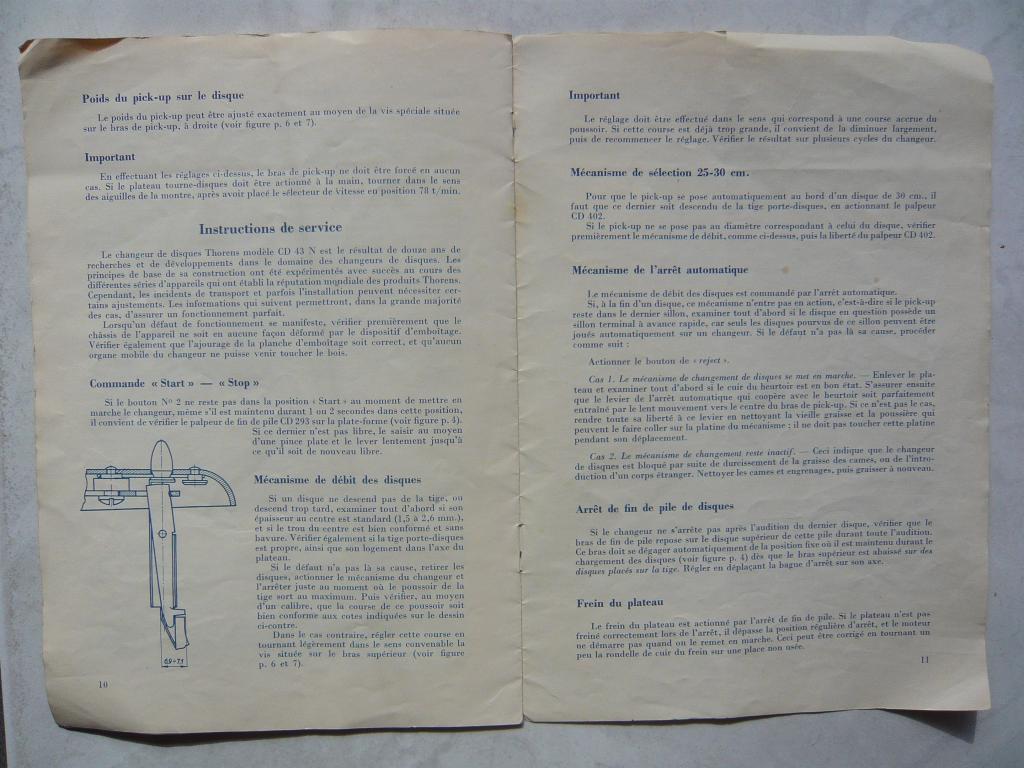 Poids du pick-up sur le disque
Le poids du pick-up peut être ajusté exactement au moyen de la vis spéciale située
sur le bras de pick-up, à droite (voir figure p. 6 et 7).
Important
En effectuant les réglages ci-dessus, le bras de pick-up ne doit être forcé en aucun
cas. Si le plateau tourne-disques doit être actionné à la main, tourner dans le sens
des aiguilles de la montre, après avoir placé le sélecteur de vitesse en position 78 t/min.
Instructions de service
Le changeur de disques Thorens modèle CD 43 N est le résultat de douze ans de
recherches et de développements dans le domaine des changeurs de disques. Les
principes de base de sa construction ont été expérimentés avec succès au cours des
différentes séries d'appareils qui ont établi la réputation mondiale des produits Thorens.
Cependant, les incidents de transport et parfois l'installation peuvent nécessiter cer-
tains ajustements. Les informations qui suivent permettront, dans la grande majorité
des cas, d'assurer un fonctionnement parfait.
Lorsqu'un défaut de fonctionnement se manifeste, vérifier premièrement que le
châssis de l'appareil ne soit en aucune façon déformé par le dispositif d'emboîtage.
Vérifier également que l'ajourage de la planche d'emboîtage soit correct, et qu'aucun
organe mobile du changeur ne puisse venir toucher le bois.
Commande « Start » — « Stop »
Si le bouton Nº 2 ne reste pas dans la position « Start » au moment de mettre en
marche le changeur, même s'il est maintenu durant 1 ou 2 secondes dans cette position,
il convient de vérifier le palpeur de fin de pile CD 293 sur la plate-forme (voir figure p. 4).
Si ce dernier n'est pas libre, le saisir au moyen
d'une pince plate et le lever lentement jusqu'à
ce qu'il soit de nouveau libre.
Mécanisme de débit des disques
Si un disque ne descend pas de la tige, ou
descend trop tard, examiner tout d'abord si son
épaisseur au centre est standard (1,5 à 2,6 mm.),
et si le trou du centre est bien conformé et sans
bavure. Vérifier également si la tige porte-disques
est propre, ainsi que son logement dans l'axe du
plateau.
Si le défaut n'a pas là sa cause, retirer les
disques, actionner le mécanisme du changeur et
l'arrêter juste au moment où le poussoir de la
tige sort au maximum. Puis vérifier, au moyen
d'un calibre, que la course de ce poussoir soit
bien conforme aux cotes indiquées sur le dessin
ci-contre.
Dans le cas contraire, régler cette course en
tournant légèrement dans le sens convenable la
vis située sur le bras supérieur (voir figure
p. 6 et 7).
6,9÷7,1
10
Important
Le réglage doit être effectué dans le sens qui correspond à une course accrue du
poussoir. Si cette course est déjà trop grande, il convient de la diminuer largement,
puis de recommencer le réglage. Vérifier le résultat sur plusieurs cycles du changeur.
Mécanisme de sélection 25-30 cm.
Pour que le pick-up se pose automatiquement au bord d'un disque de 30 cm., il
faut que ce dernier soit descendu de la tige porte-disques, en actionnant le palpeur
CD 402.
Si le pick-up ne se pose pas au diamètre correspondant à celui du disque, vérifier
premièrement le mécanisme de débit, comme ci-dessus, puis la liberté du palpeur CD 402.
Mécanisme de l'arrêt automatique
Le mécanisme de débit des disques est commandé par l'arrêt automatique.
Si, à la fin d'un disque, ce mécanisme n'entre pas en action, c'est-à-dire si le pick-up
reste dans le dernier sillon, examiner tout d'abord si le disque en question possède un
sillon terminal à avance rapide, car seuls les disques pourvus de ce sillon peuvent être
joués automatiquement sur un changeur. Si le défaut n'a pas là sa cause, procéder
comme suit :
Actionner le bouton de « reject ».
Cas 1. Le mécanisme de changement de disques se met en marche. — Enlever le pla-
teau et examiner tout d'abord si le cuir du heurtoir est en bon état. S'assurer ensuite
que le levier de l'arrêt automatique qui coopère avec le heurtoir soit parfaitement
entraîné par le lent mouvement vers le centre du bras de pick-up. Si ce n'est pas le cas,
rendre toute sa liberté à ce levier en nettoyant la vieille graisse et la poussière qui
peuvent le faire coller sur la platine du mécanisme ; il ne doit pas toucher cette platine
pendant son déplacement.
Cas 2. Le mécanisme de changement reste inactif. — Ceci indique que le changeur
de disques est bloqué par suite de durcissement de la graisse des cames, ou de l'intro-
duction d'un corps étranger. Nettoyer les cames et engrenages, puis graisser à nouveau.
Arrêt de fin de pile de disques
Si le changeur ne s'arrête pas après l'audition du dernier disque, vérifier que le
bras de fin de pile repose sur le disque supérieur de cette pile durant toute l'audition.
Ce bras doit se dégager automatiquement de la position fixe où il est maintenu durant le
chargement des disques (voir figure p. 4) dès que le bras supérieur est abaissé sur des
disques placés sur la tige. Régler en déplaçant la bague d'arrêt sur son axe.
Frein du plateau
Le frein du plateau est actionné par l'arrêt de fin de pile. Si le plateau n'est pas
freiné correctement lors de l'arrêt, il dépasse la position régulière d'arrêt, et le moteur
ne démarre pas quand on le remet en marche. Ceci peut être corrigé en tournant un
peu la rondelle de cuir du frein sur une place non usée.
11